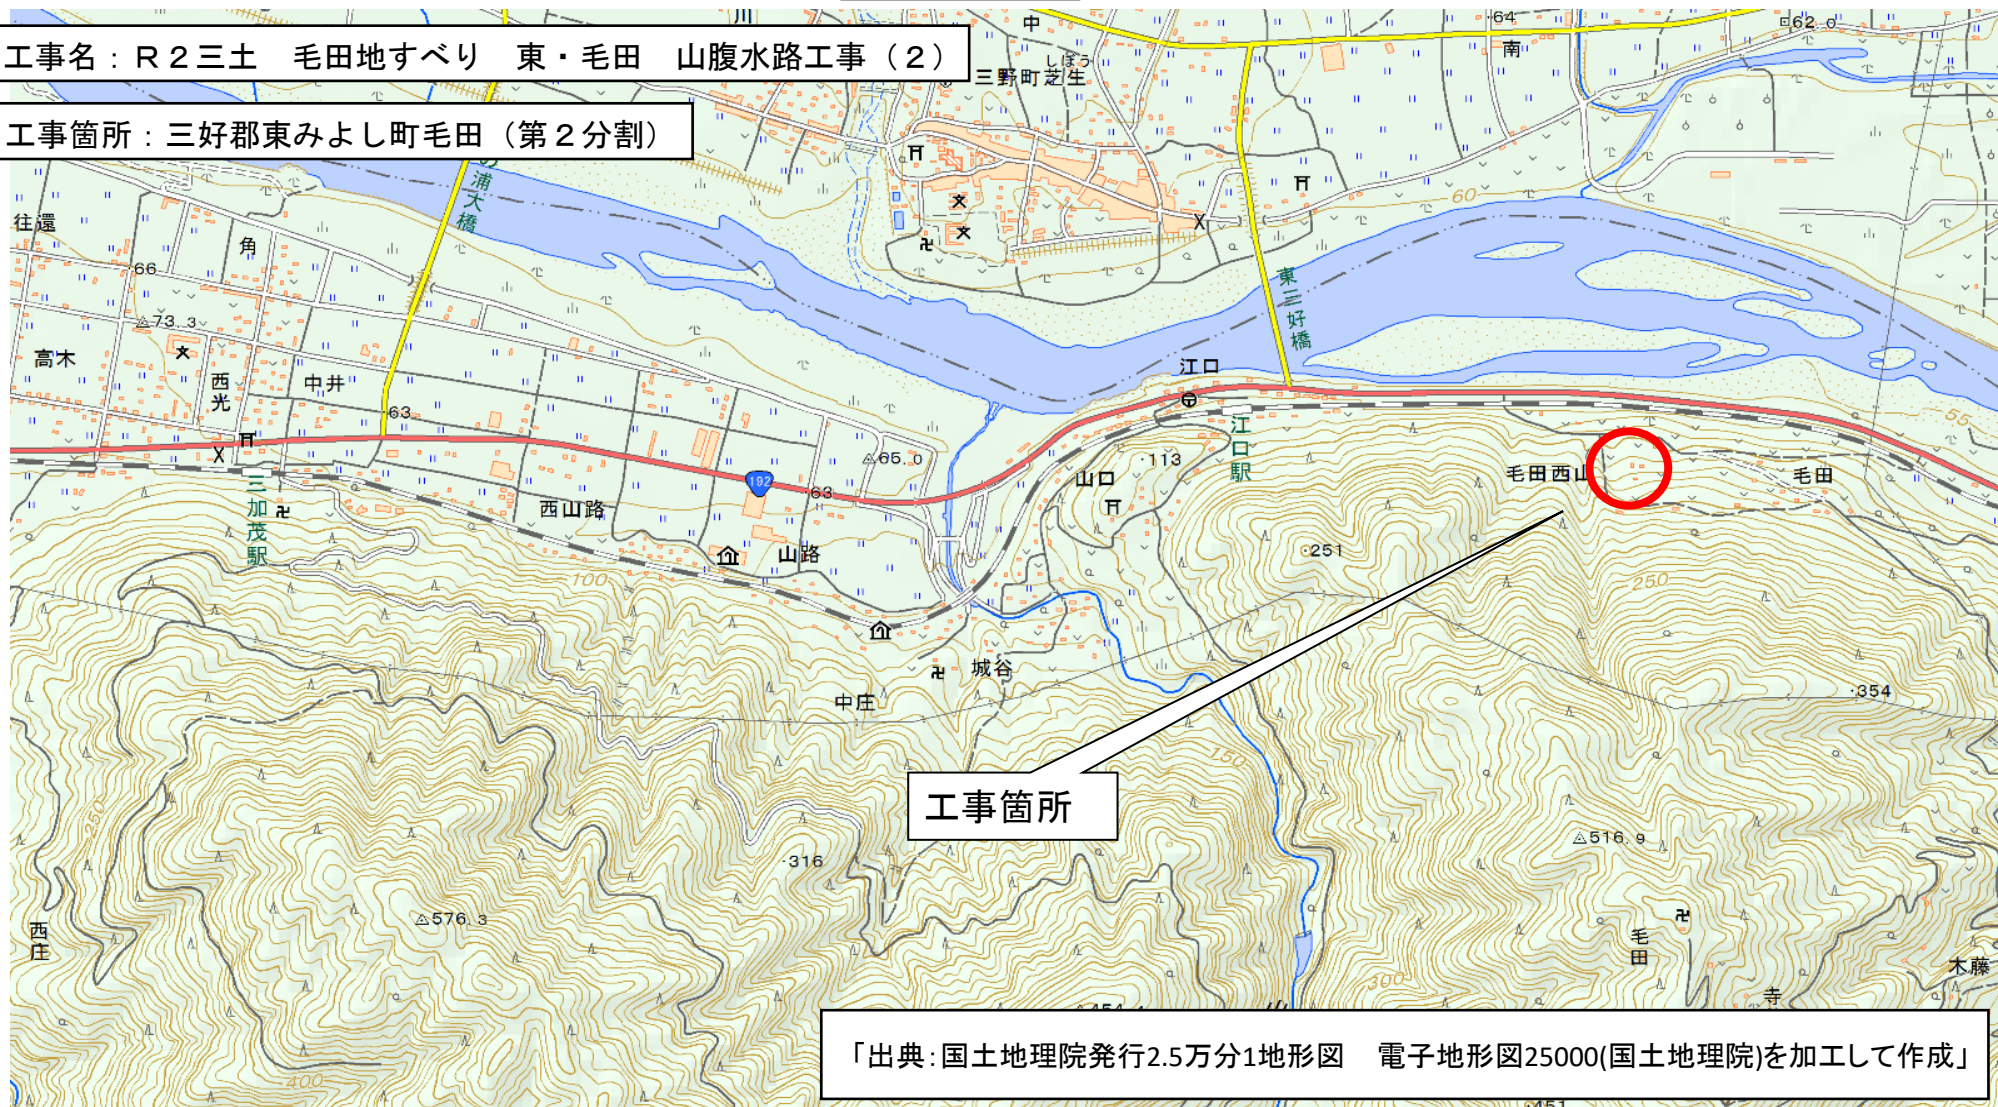 川
中
64
62.0
南
工事名：Ｒ２三土　毛田地すべり　東・毛田　山腹水路工事（２）
しぼう
三野町芝生
工事箇所：三好郡東みよし町毛田（第２分割）
浦大橋
60
往還
角
66
東三好橋
73.3
高木
西光
中井
江口
63
55
江口駅
65.0
113
山口
毛田西山
毛田
192
63
三加茂駅
西山路
山路
251
100
250
城谷
中庄
354
150
工事箇所
250
316
516.9
576.3
西庄
毛田
木藤
300
寺
400
「出典：国土地理院発行2.5万分1地形図　電子地形図25000(国土地理院)を加工して作成」